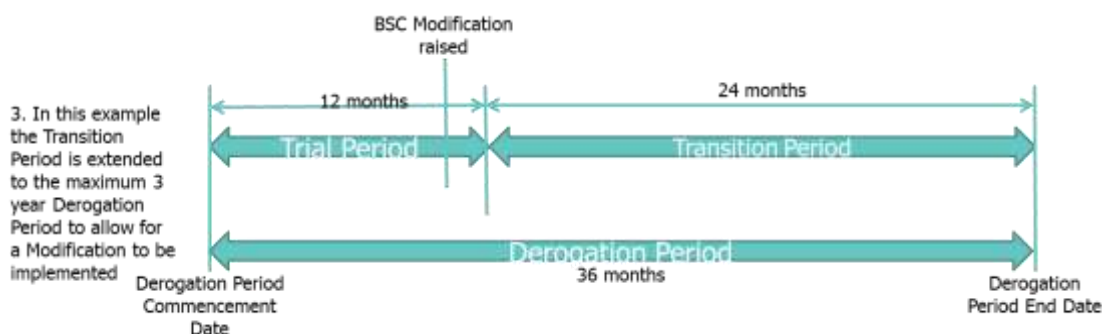 BSC Modification
raised
12 months
24 months
3. In this example
the Transition
Period is extended
to the maximum 3
year Derogation
Period to allow for
a Modification to be
implemented
Trial Period
Transition Period
Derogation Period
36 months
Derogation Period
Commencement
Date
Derogation
Period End Date